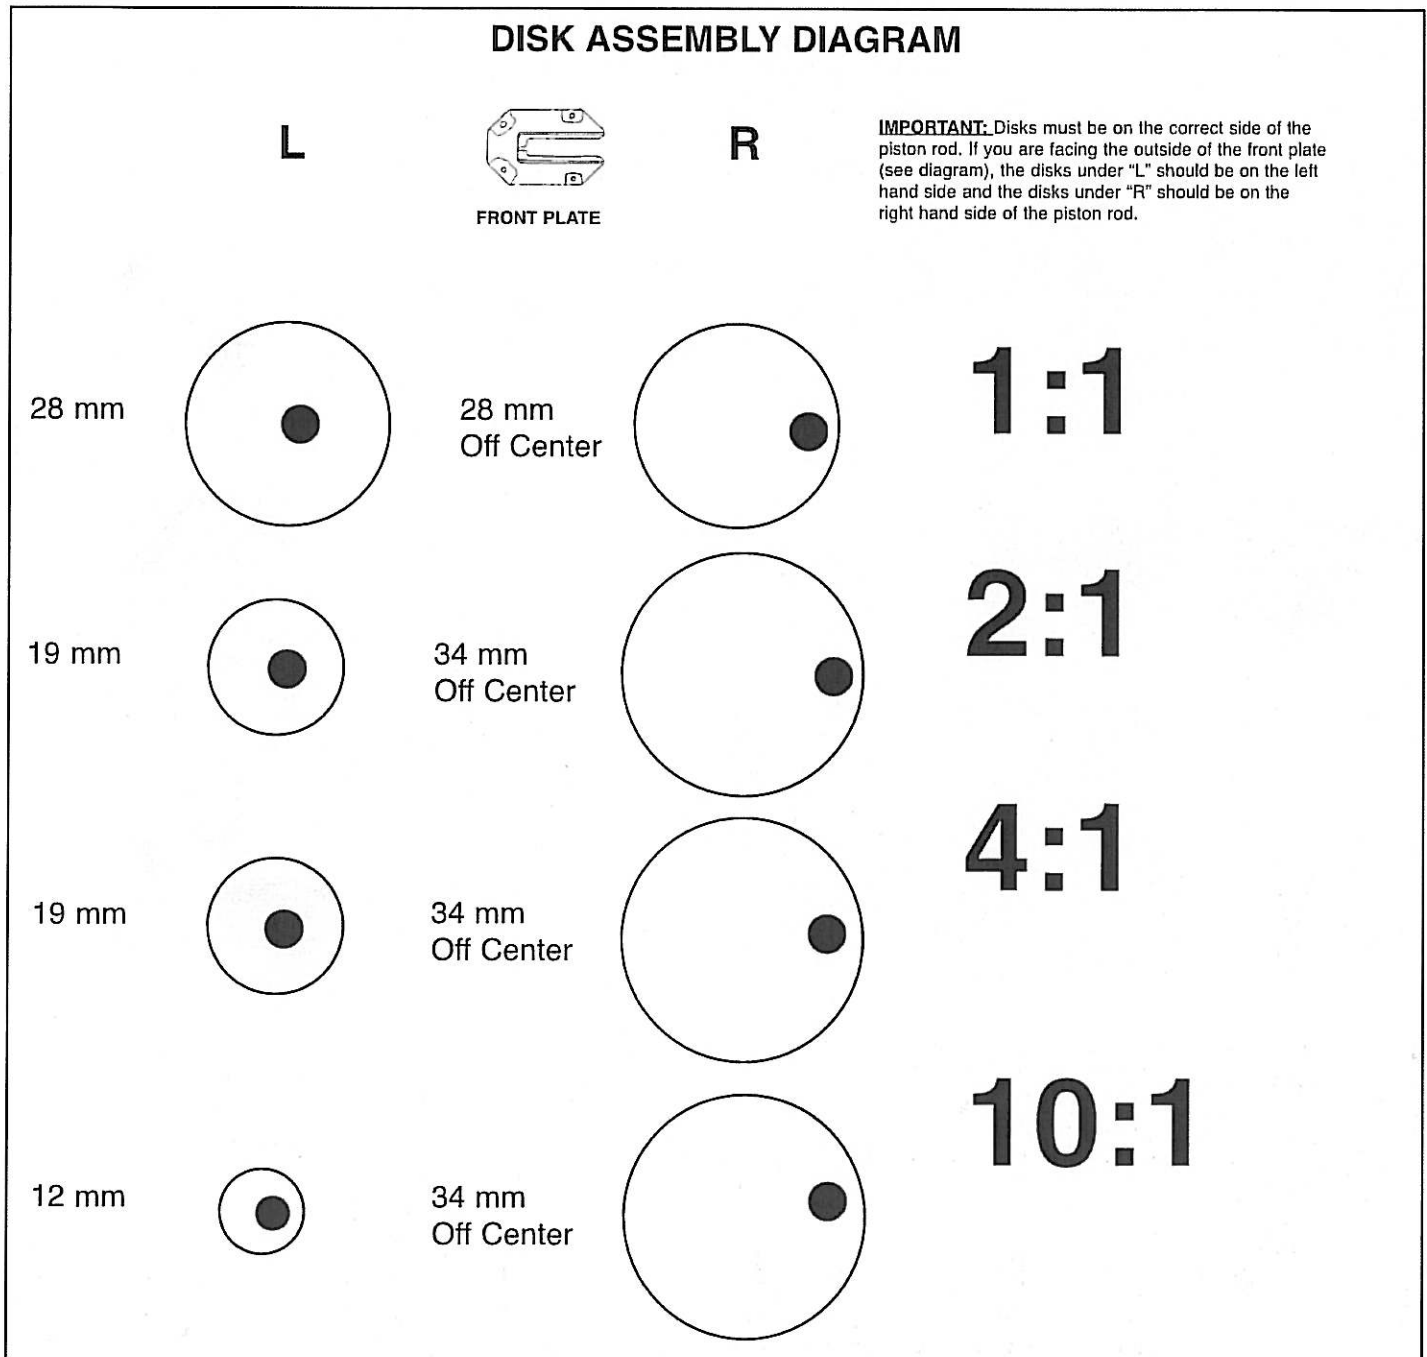 DISK ASSEMBLY DIAGRAM
L
R
FRONT PLATE
IMPORTANT: Disks must be on the correct side of the
piston rod. If you are facing the outside of the front plate
(see diagram), the disks under “L” should be on the left
hand side and the disks under “R” should be on the
right hand side of the piston rod.
28 mm
28 mm
Off Center
1:1
19 mm
34 mm
Off Center
2:1
19 mm
34 mm
Off Center
4:1
12 mm
34 mm
Off Center
10:1